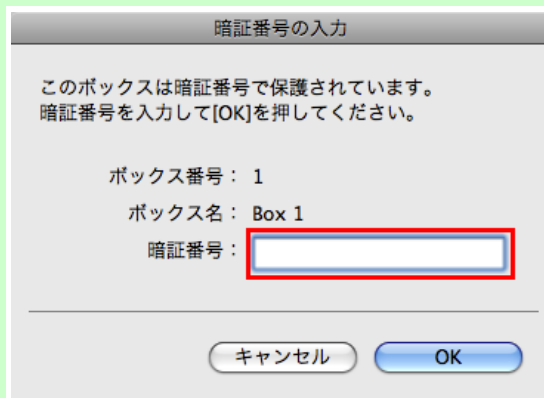 暗証番号の入力
このボックスは暗証番号で保護されています。
暗証番号を入力して[OK]を押してください。
ボックス番号： 1
ボックス名： Box 1
暗証番号：
キャンセル OK